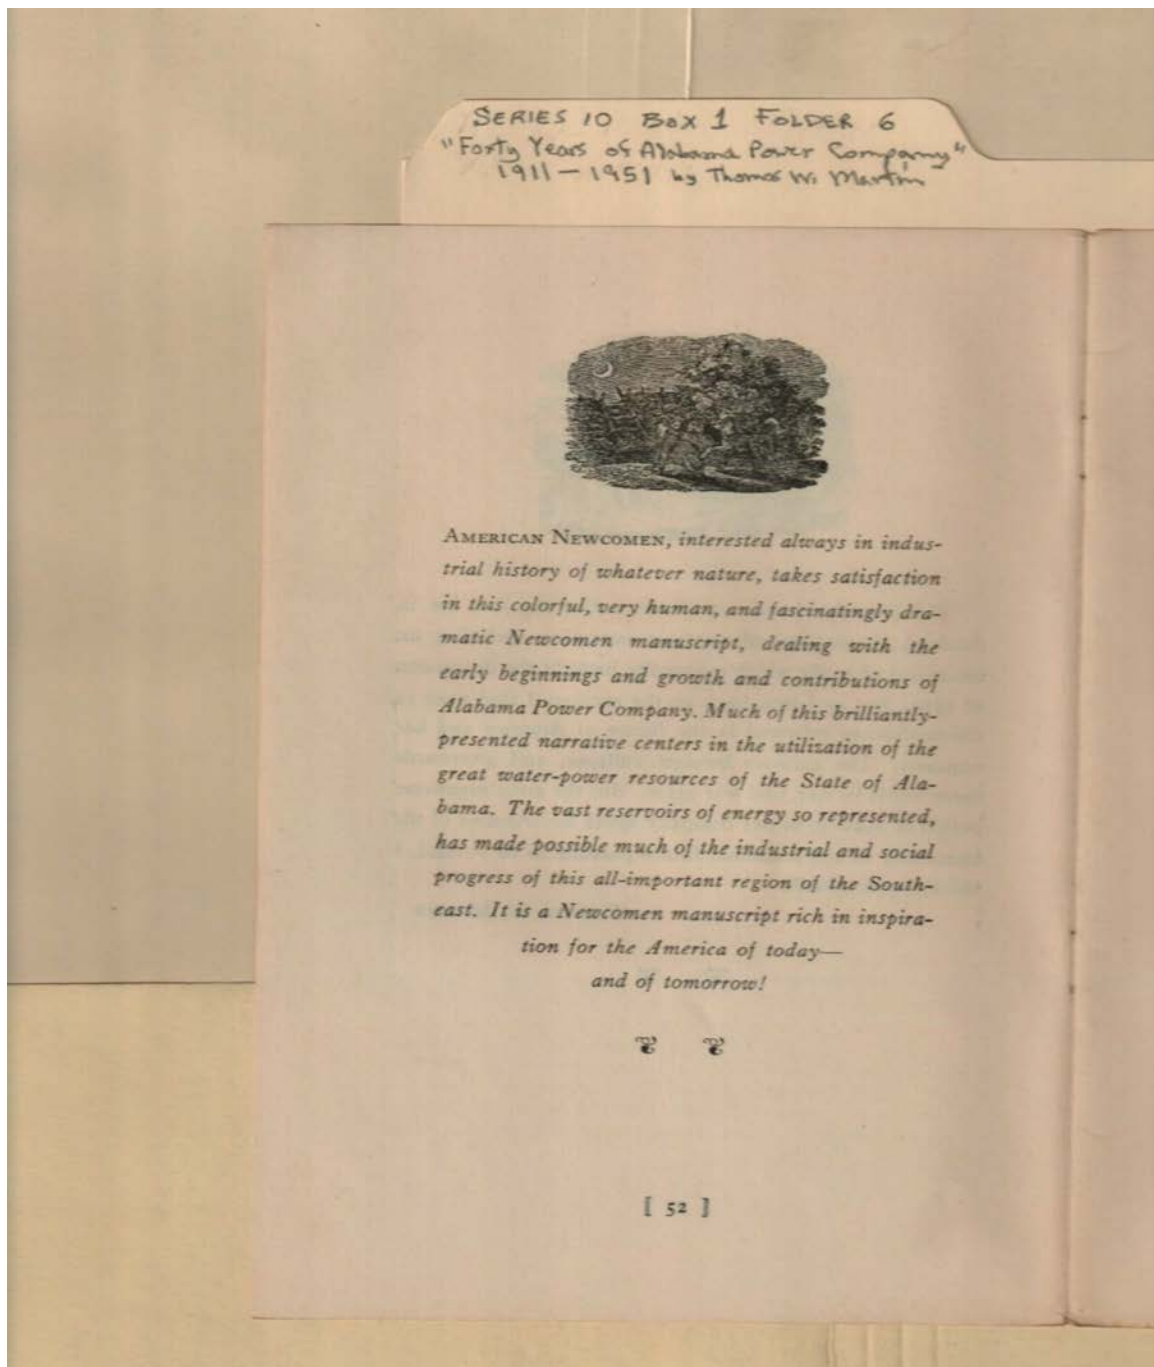 SERIES 10 BOX 1 FOLDER 6
"Forty Years of Alabama Power Company"
1911-1951 by Thomas W. Martin
AMERICAN NEWCOMEN, interested always in indus-
trial history of whatever nature, takes satisfaction
in this colorful, very human, and fascinatingly dra-
matic Newcomen manuscript, dealing with the
early beginnings and growth and contributions of
Alabama Power Company. Much of this brilliantly-
presented narrative centers in the utilization of the
great water-power resources of the State of Ala-
bama. The vast reservoirs of energy so represented,
has made possible much of the industrial and social
progress of this all-important region of the South-
east. It is a Newcomen manuscript rich in inspira-
tion for the America of today—
and of tomorrow!
[ 52 ]